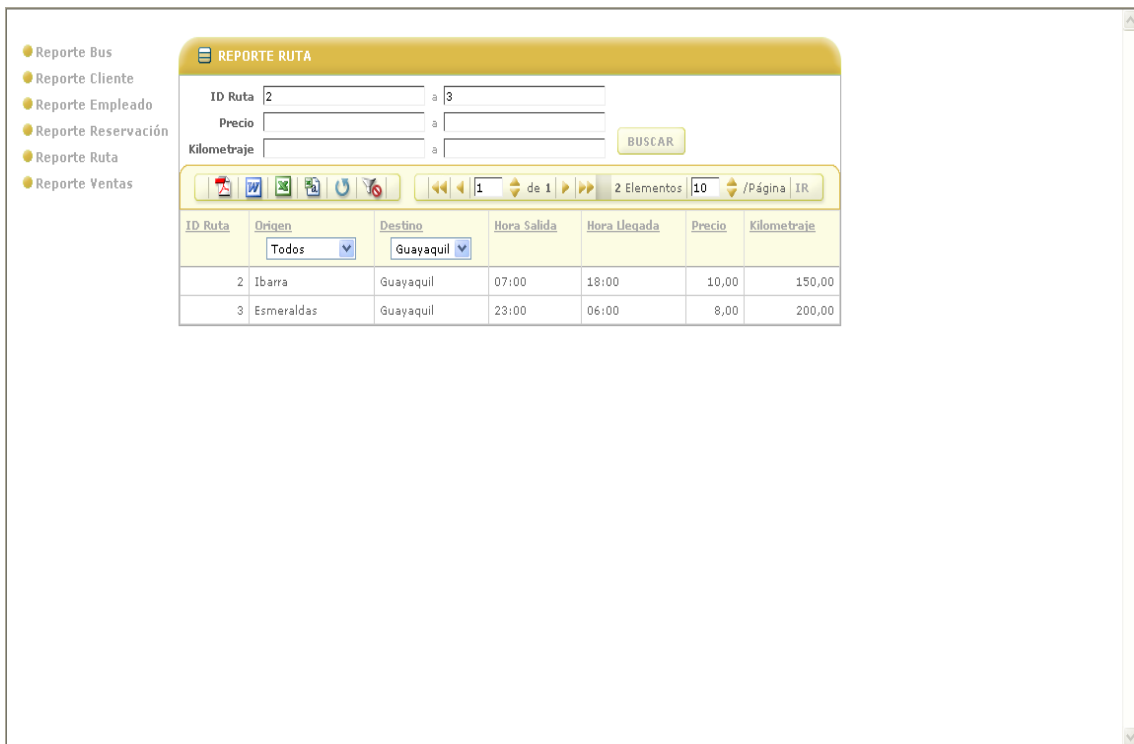 Reporte Bus
Reporte Cliente
Reporte Empleado
Reporte Reservación
Reporte Ruta
Reporte Ventas
REPORTE RUTA
ID Ruta 2 a 3
Precio a
Kilometraje a
BUSCAR
1 de 1 2 Elementos 10 /Página IR
ID Ruta Origen Destino Hora Salida Hora Llegada Precio Kilometraje
Todos Guayaquil
2 Ibarra Guayaquil 07:00 18:00 10,00 150,00
3 Esmeraldas Guayaquil 23:00 06:00 8,00 200,00